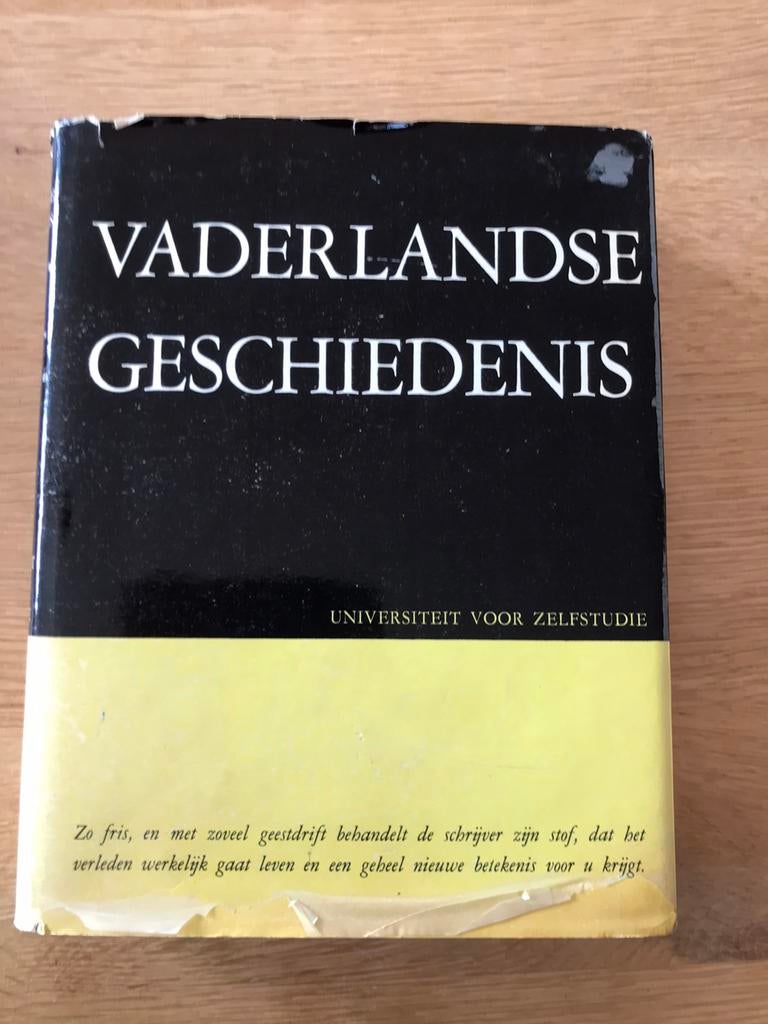 VADERLANDSE
GESCHIEDENIS
UNIVERSITEIT VOOR ZELFSTUDIE
Zo fris, en met zoveel geestdrift behandelt de schrijver zijn stof, dat het
verleden werkelijk gaat leven en een geheel nieuwe betekenis voor u krijgt.